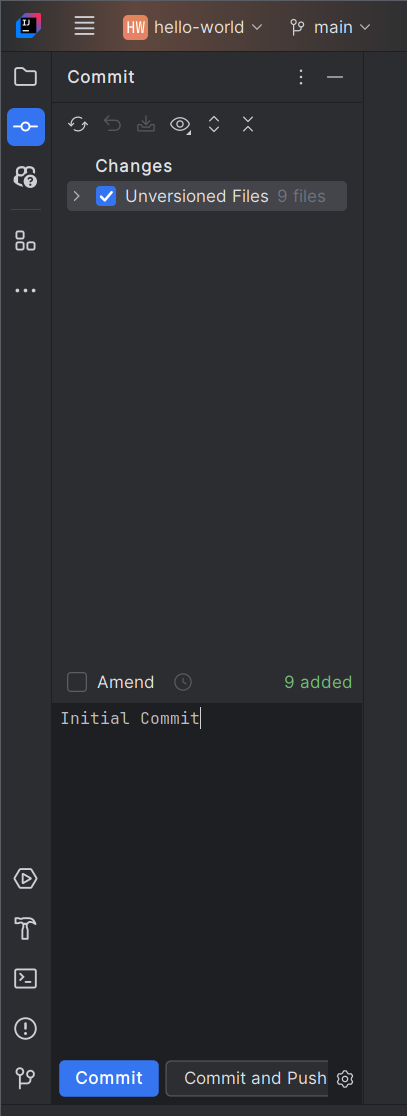 IJ
HW hello-world main
Commit
Changes
Unversioned Files 9 files
Amend 9 added
Initial Commit
Commit Commit and Push